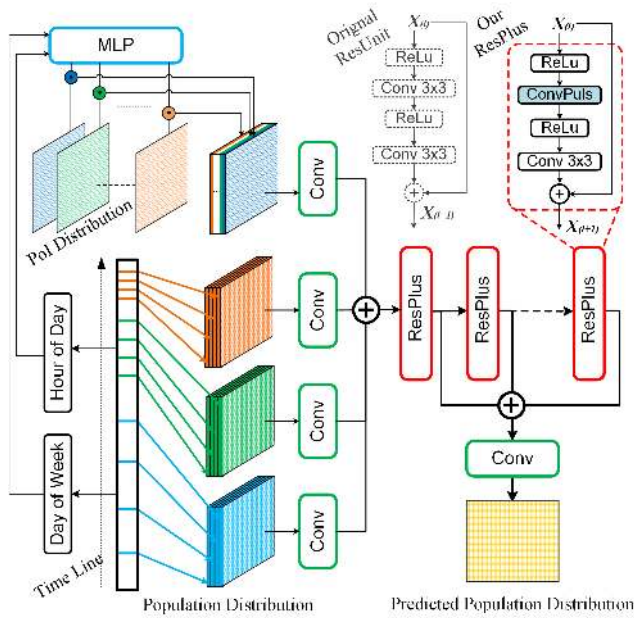 MLP
Orignal
ResUnit
X(l)
ReLu
Conv 3x3
ReLu
Conv 3x3
Our
ResPlus
X(l)
ReLu
ConvPuls
ReLu
Conv 3x3
X(l+1)
PoI Distribution
Conv
Conv
Conv
Conv
Hour of Day
Day of Week
Time Line
ResPlus
ResPlus
ResPlus
Conv
Population Distribution
Predicted Population Distribution